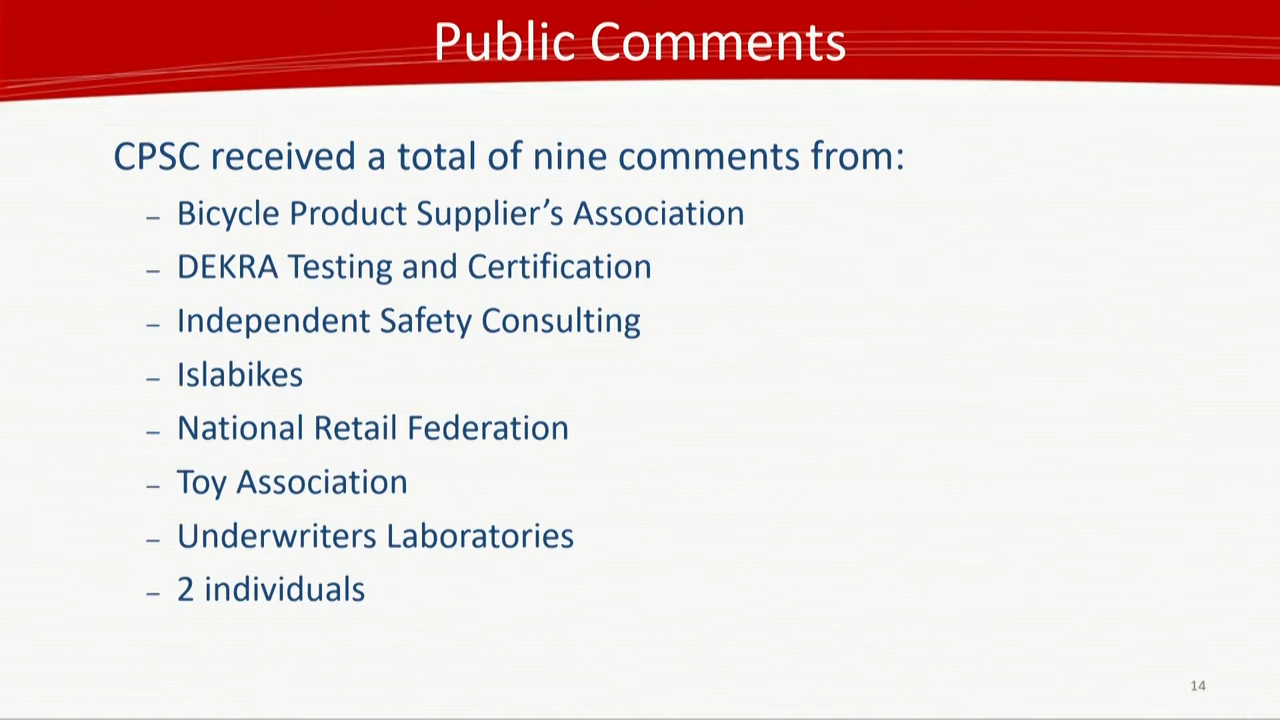 Public Comments
CPSC received a total of nine comments from:
– Bicycle Product Supplier’s Association
– DEKRA Testing and Certification
– Independent Safety Consulting
– Islabikes
– National Retail Federation
– Toy Association
– Underwriters Laboratories
– 2 individuals
14